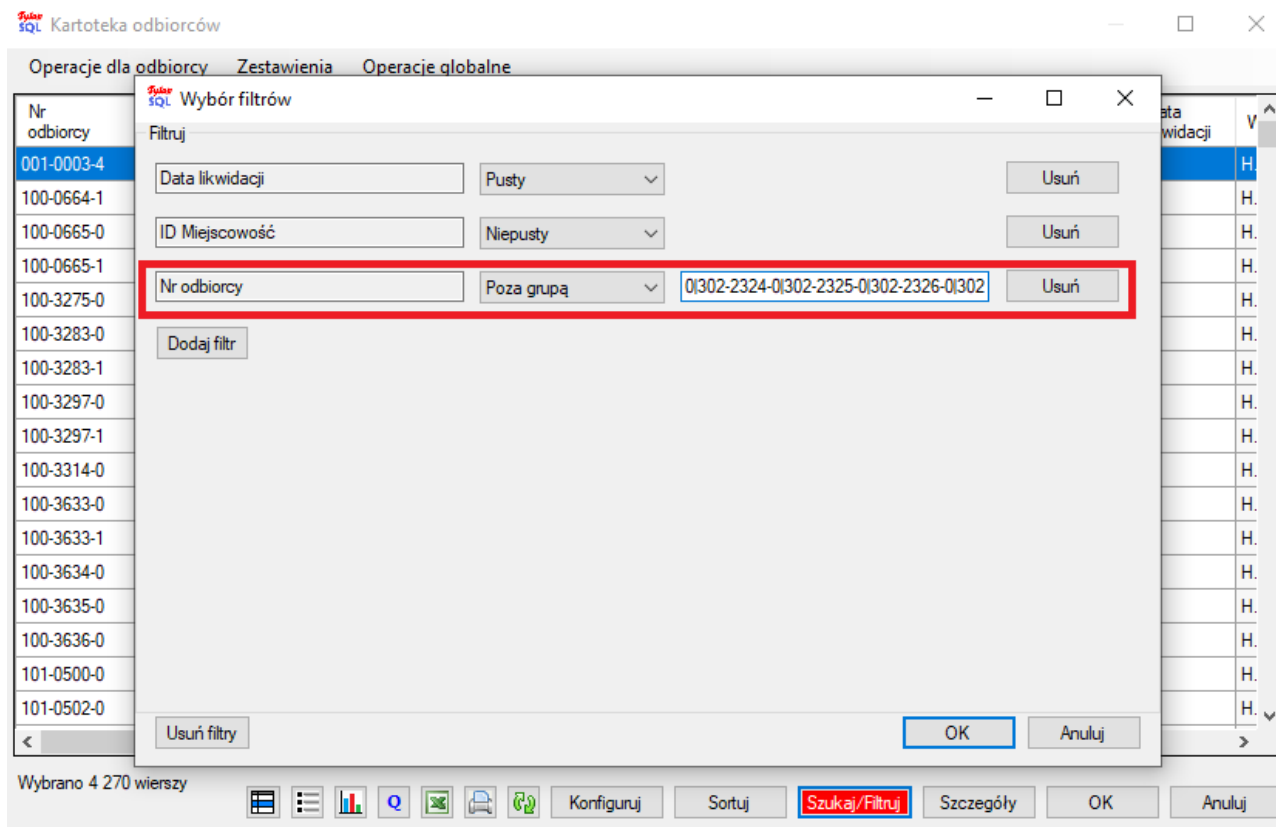 Tylar SQL Kartoteka odbiorców
Operacje dla odbiorcy Zestawienia Operacje globalne
Tylar SQL Wybór filtrów
Nr odbiorcy
ata widacji
W
Filtruj
Data likwidacji Pusty Usuń
ID Miejscowość Niepusty Usuń
Nr odbiorcy Poza grupą 0|302-2324-0|302-2325-0|302-2326-0|302 Usuń
Dodaj filtr
001-0003-4 H.
100-0664-1 H.
100-0665-0 H.
100-0665-1 H.
100-3275-0 H.
100-3283-0 H.
100-3283-1 H.
100-3297-0 H.
100-3297-1 H.
100-3314-0 H.
100-3633-0 H.
100-3633-1 H.
100-3634-0 H.
100-3635-0 H.
100-3636-0 H.
101-0500-0 H.
101-0502-0 H.
Usuń filtry OK Anuluj
Wybrano 4 270 wierszy
Q Konfiguruj Sortuj Szukaj/Filtruj Szczegóły OK Anuluj